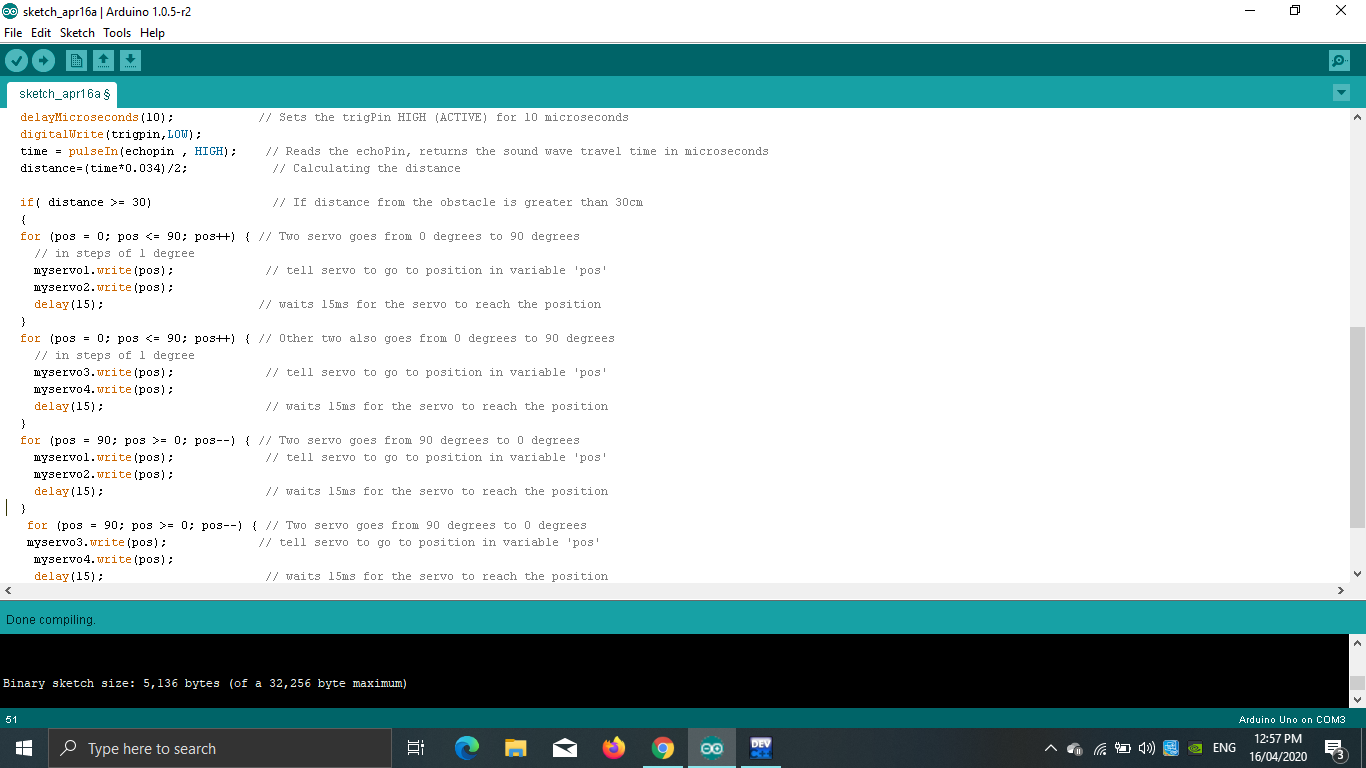 sketch_apr16a | Arduino 1.0.5-r2
File Edit Sketch Tools Help
sketch_apr16a §
delayMicroseconds(10); // Sets the trigPin HIGH (ACTIVE) for 10 microseconds
digitalWrite(trigpin,LOW);
time = pulseIn(echopin , HIGH); // Reads the echoPin, returns the sound wave travel time in microseconds
distance=(time*0.034)/2; // Calculating the distance
if( distance >= 30) // If distance from the obstacle is greater than 30cm
{
for (pos = 0; pos <= 90; pos++) { // Two servo goes from 0 degrees to 90 degrees
// in steps of 1 degree
myservo1.write(pos); // tell servo to go to position in variable 'pos'
myservo2.write(pos);
delay(15); // waits 15ms for the servo to reach the position
}
for (pos = 0; pos <= 90; pos++) { // Other two also goes from 0 degrees to 90 degrees
// in steps of 1 degree
myservo3.write(pos); // tell servo to go to position in variable 'pos'
myservo4.write(pos);
delay(15); // waits 15ms for the servo to reach the position
}
for (pos = 90; pos >= 0; pos--) { // Two servo goes from 90 degrees to 0 degrees
myservo1.write(pos); // tell servo to go to position in variable 'pos'
myservo2.write(pos);
delay(15); // waits 15ms for the servo to reach the position
}
for (pos = 90; pos >= 0; pos--) { // Two servo goes from 90 degrees to 0 degrees
myservo3.write(pos); // tell servo to go to position in variable 'pos'
myservo4.write(pos);
delay(15); // waits 15ms for the servo to reach the position
Done compiling.
Binary sketch size: 5,136 bytes (of a 32,256 byte maximum)
51 Arduino Uno on COM3
Type here to search
DEV
ENG
12:57 PM
16/04/2020
3